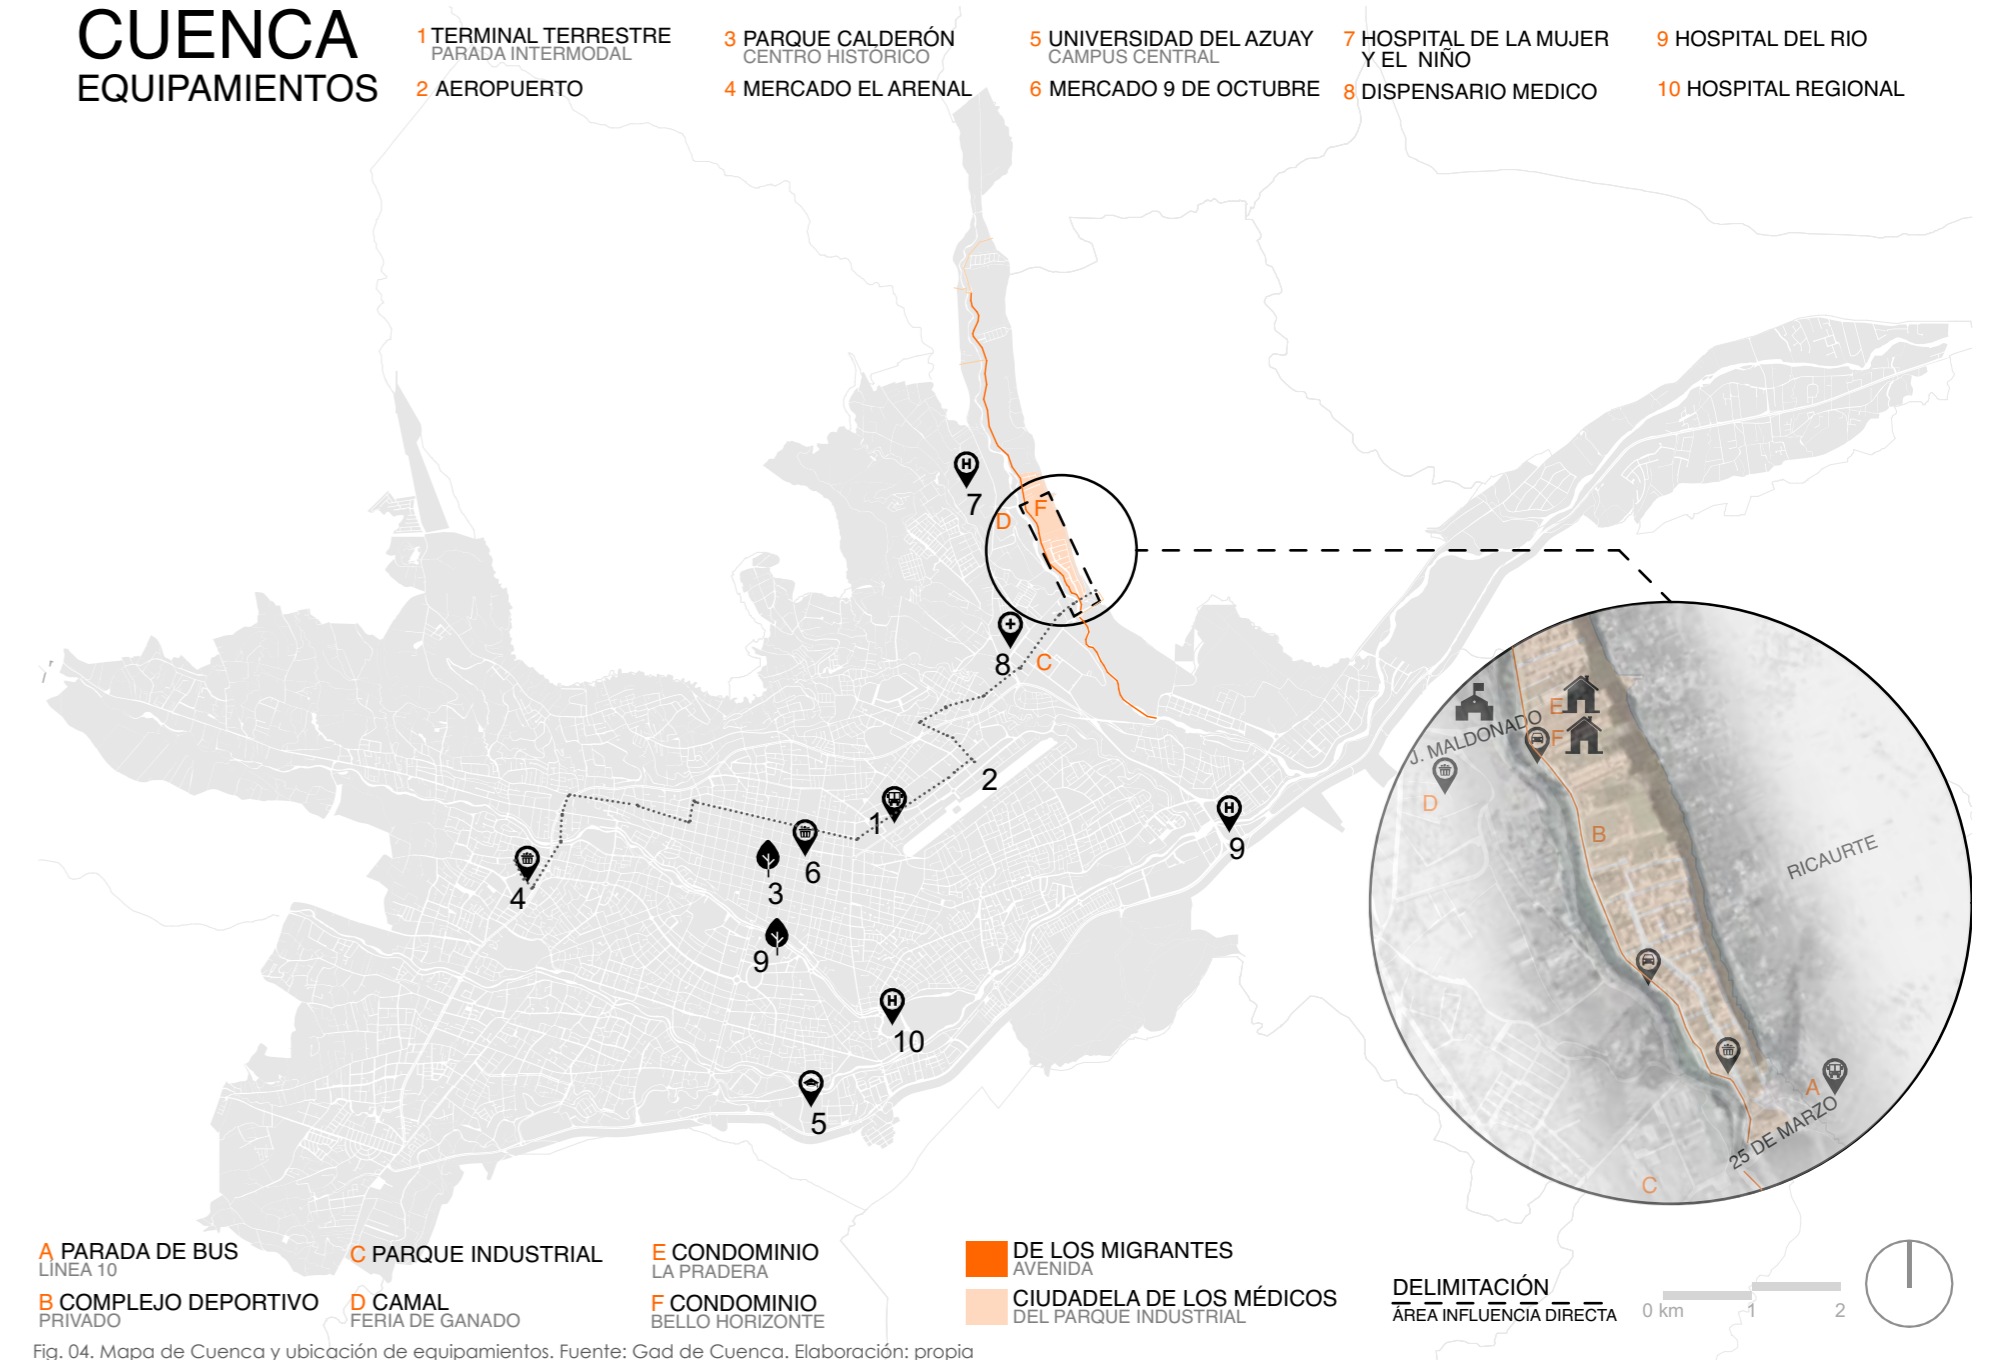 CUENCA
EQUIPAMIENTOS
1 TERMINAL TERRESTRE
PARADA INTERMODAL
2 AEROPUERTO
3 PARQUE CALDERÓN
CENTRO HISTÓRICO
4 MERCADO EL ARENAL
5 UNIVERSIDAD DEL AZUAY
CAMPUS CENTRAL
6 MERCADO 9 DE OCTUBRE
7 HOSPITAL DE LA MUJER
Y EL NIÑO
8 DISPENSARIO MEDICO
9 HOSPITAL DEL RIO
10 HOSPITAL REGIONAL
H
7
D
F
8
C
2
1
6
3
4
9
H
9
H
10
5
E
J. MALDONADO
F
D
B
RICAURTE
A
25 DE MARZO
C
A PARADA DE BUS
LINEA 10
B COMPLEJO DEPORTIVO
PRIVADO
C PARQUE INDUSTRIAL
D CAMAL
FERIA DE GANADO
E CONDOMINIO
LA PRADERA
F CONDOMINIO
BELLO HORIZONTE
DE LOS MIGRANTES
AVENIDA
CIUDADELA DE LOS MÉDICOS
DEL PARQUE INDUSTRIAL
DELIMITACIÓN
ÁREA INFLUENCIA DIRECTA
0 km 1 2
Fig. 04. Mapa de Cuenca y ubicación de equipamientos. Fuente: Gad de Cuenca. Elaboración: propia